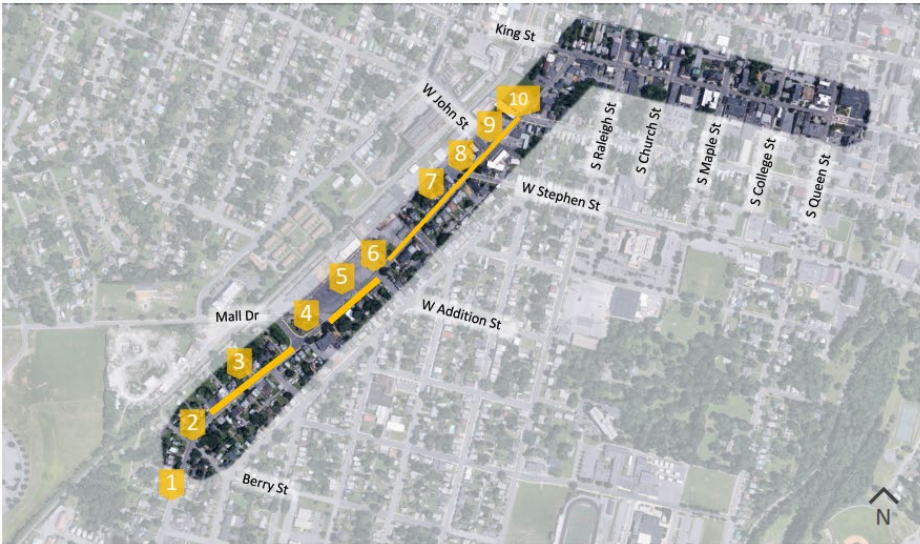 King St
W John St
10
9
8
7
S Raleigh St
S Church St
S Maple St
S College St
S Queen St
W Stephen St
6
5
4
Mall Dr
W Addition St
3
2
1
Berry St
N